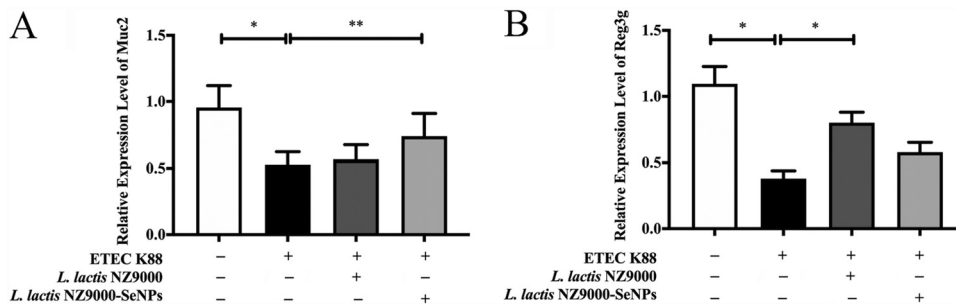 A
Relative Expression Level of Muc2
1.5
1.0
0.5
0.0
* **
ETEC K88 – + + +
L. lactis NZ9000 – – + –
L. lactis NZ9000-SeNPs – – – +
B
Relative Expression Level of Reg3g
1.5
1.0
0.5
0.0
* *
ETEC K88 – + + +
L. lactis NZ9000 – – + –
L. lactis NZ9000-SeNPs – – – +